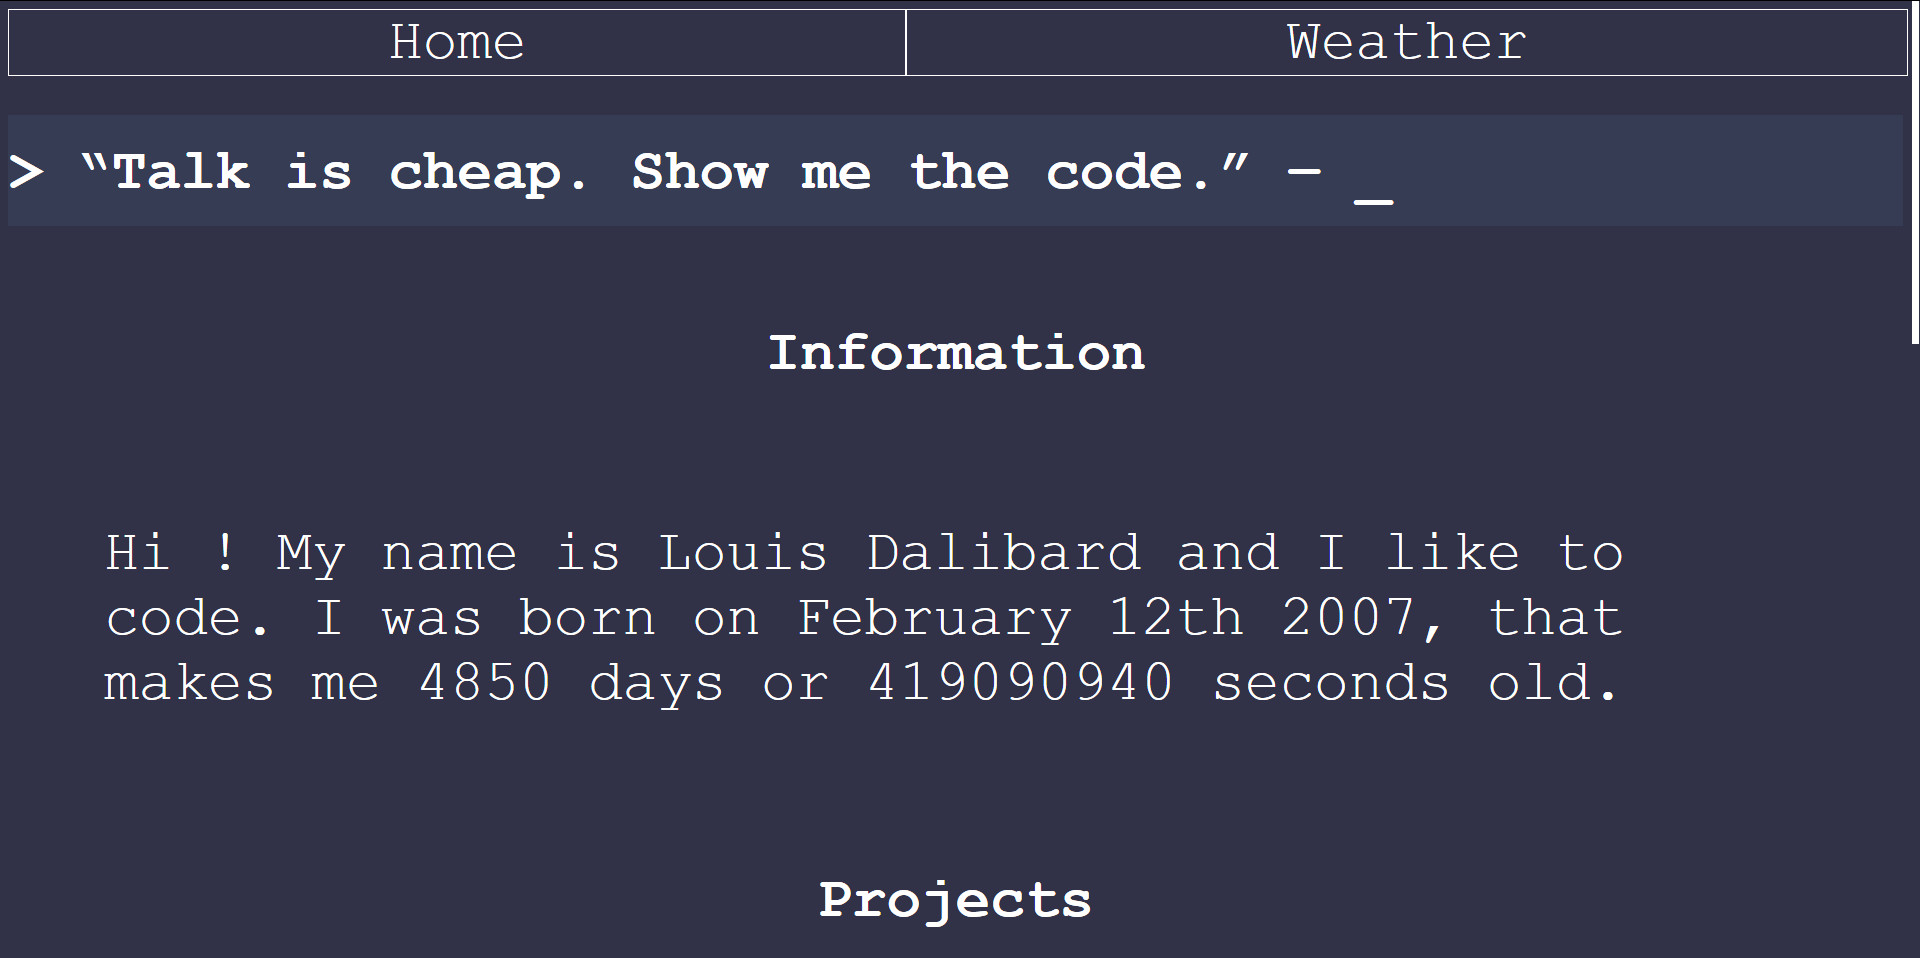 Home
Weather
> “Talk is cheap. Show me the code.” – _
Information
Hi ! My name is Louis Dalibard and I like to
code. I was born on February 12th 2007, that
makes me 4850 days or 419090940 seconds old.
Projects